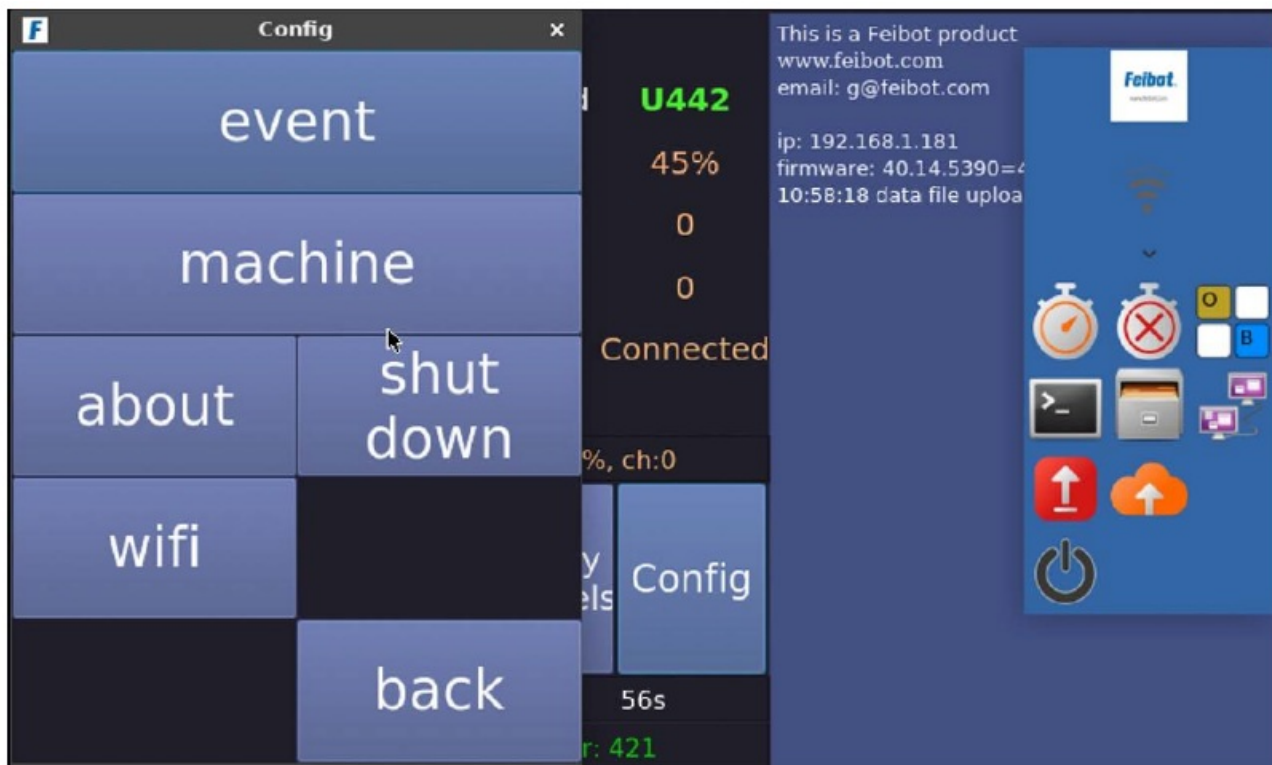 Config
event
machine
about
shut
down
wifi
back
U442
45%
0
0
Connected
%, ch:0
Config
56s
r: 421
This is a Feibot product
www.feibot.com
email: g@feibot.com
ip: 192.168.1.181
firmware: 40.14.5390=4
10:58:18 data file uploa
Feibot.
O
B